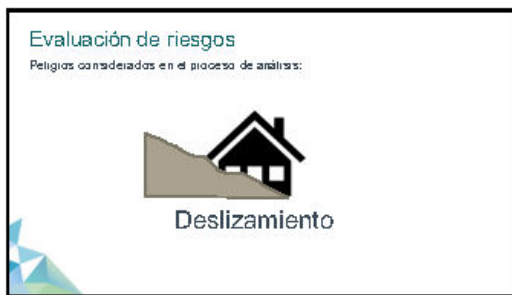 Evaluación de riesgos
Peligros considerados en el proceso de análisis:
Deslizamiento